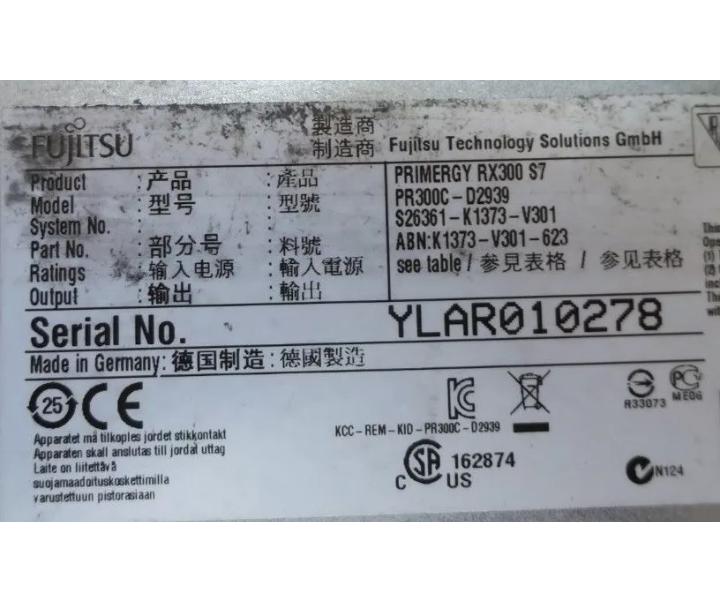 FUJITSU 製造商 制造商 Fujitsu Technology Solutions GmbH
Product : 产品 : 產品 PRIMERGY RX300 S7
Model : 型号 : 型號 PR300C-D2939
System No. : : S26361-K1373-V301
Part No. : 部分号 : 料號 ABN:K1373-V301-623
Ratings : 输入电源 : 輸入電源 see table / 參見表格 / 参见表格
Output : 输出 : 輸出
Serial No. YLAR010278
Made in Germany: 德国制造 : 德國製造
25 CE
R33073 ME06
KCC-REM-KID-PR300C-D2939
Apparatet må tilkoples jordet stikkontakt
Apparaten skall anslutas till jordat uttag
Laite on liitettävä
suojamaadoituskoskettimilla
varustettuun pistorasiaan
C SA US 162874
N124